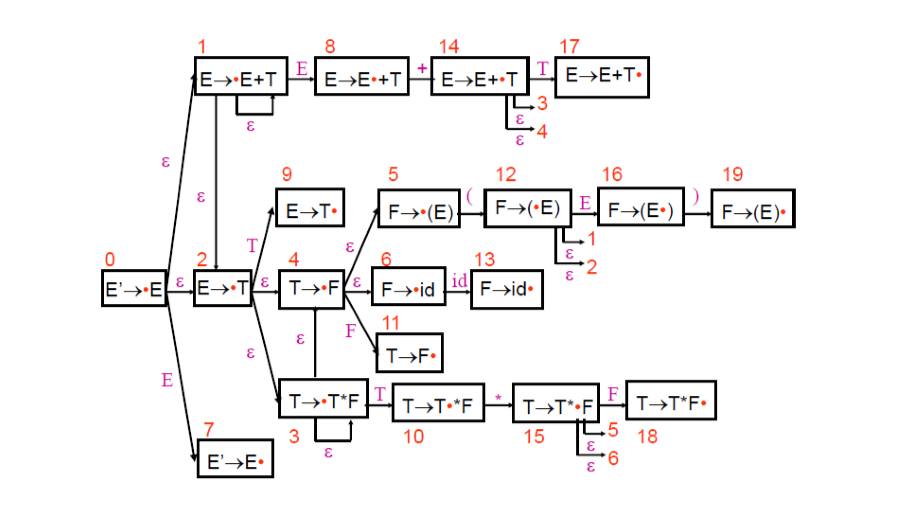 1 8 14 17
E→•E+T E E→E•+T + E→E+•T T E→E+T•
ε ε 3
ε 4
ε
ε
9 5 12 16 19
E→T• F→•(E) ( F→(•E) E F→(E•) ) F→(E)•
T ε ε 1
ε 2
0 2 4 6 13
E'→•E ε E→•T ε T→•F ε F→•id id F→id•
11
ε ε F T→F•
E
T→•T*F T T→T•*F * T→T*•F F T→T*F•
7 3 ε 10 15 ε 5 18
E'→E• ε 6